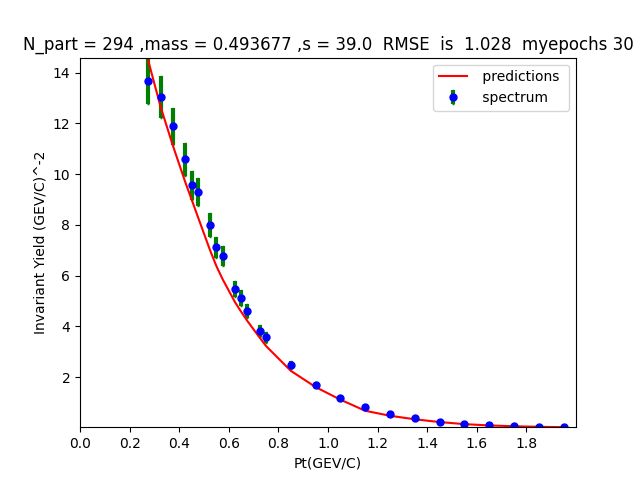 N_part = 294 ,mass = 0.493677 ,s = 39.0  RMSE  is  1.028  myepochs 30
predictions
spectrum
Invariant Yield (GEV/C)^-2
14
12
10
8
6
4
2
0.0 0.2 0.4 0.6 0.8 1.0 1.2 1.4 1.6 1.8
Pt(GEV/C)